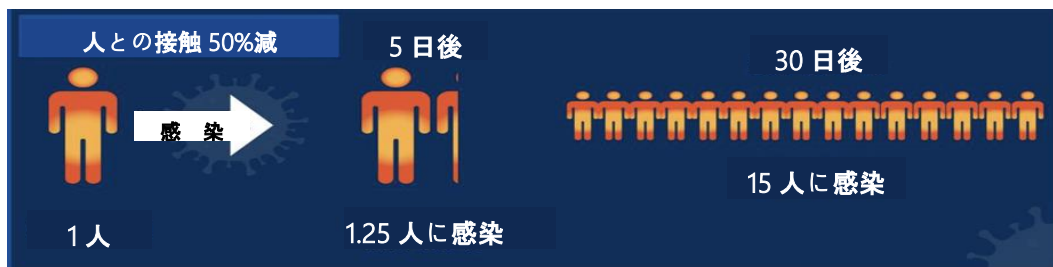 人との接触 50%減
5 日後
30 日後
感 染
15 人に感染
1 人
1.25 人に感染